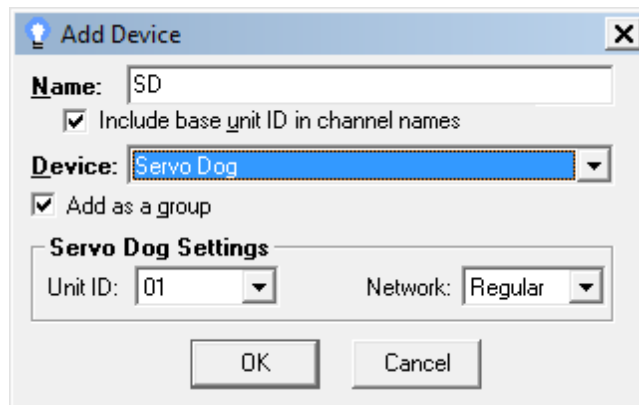 Add Device
Name: SD
Include base unit ID in channel names
Device: Servo Dog
Add as a group
Servo Dog Settings
Unit ID: 01 Network: Regular
OK Cancel